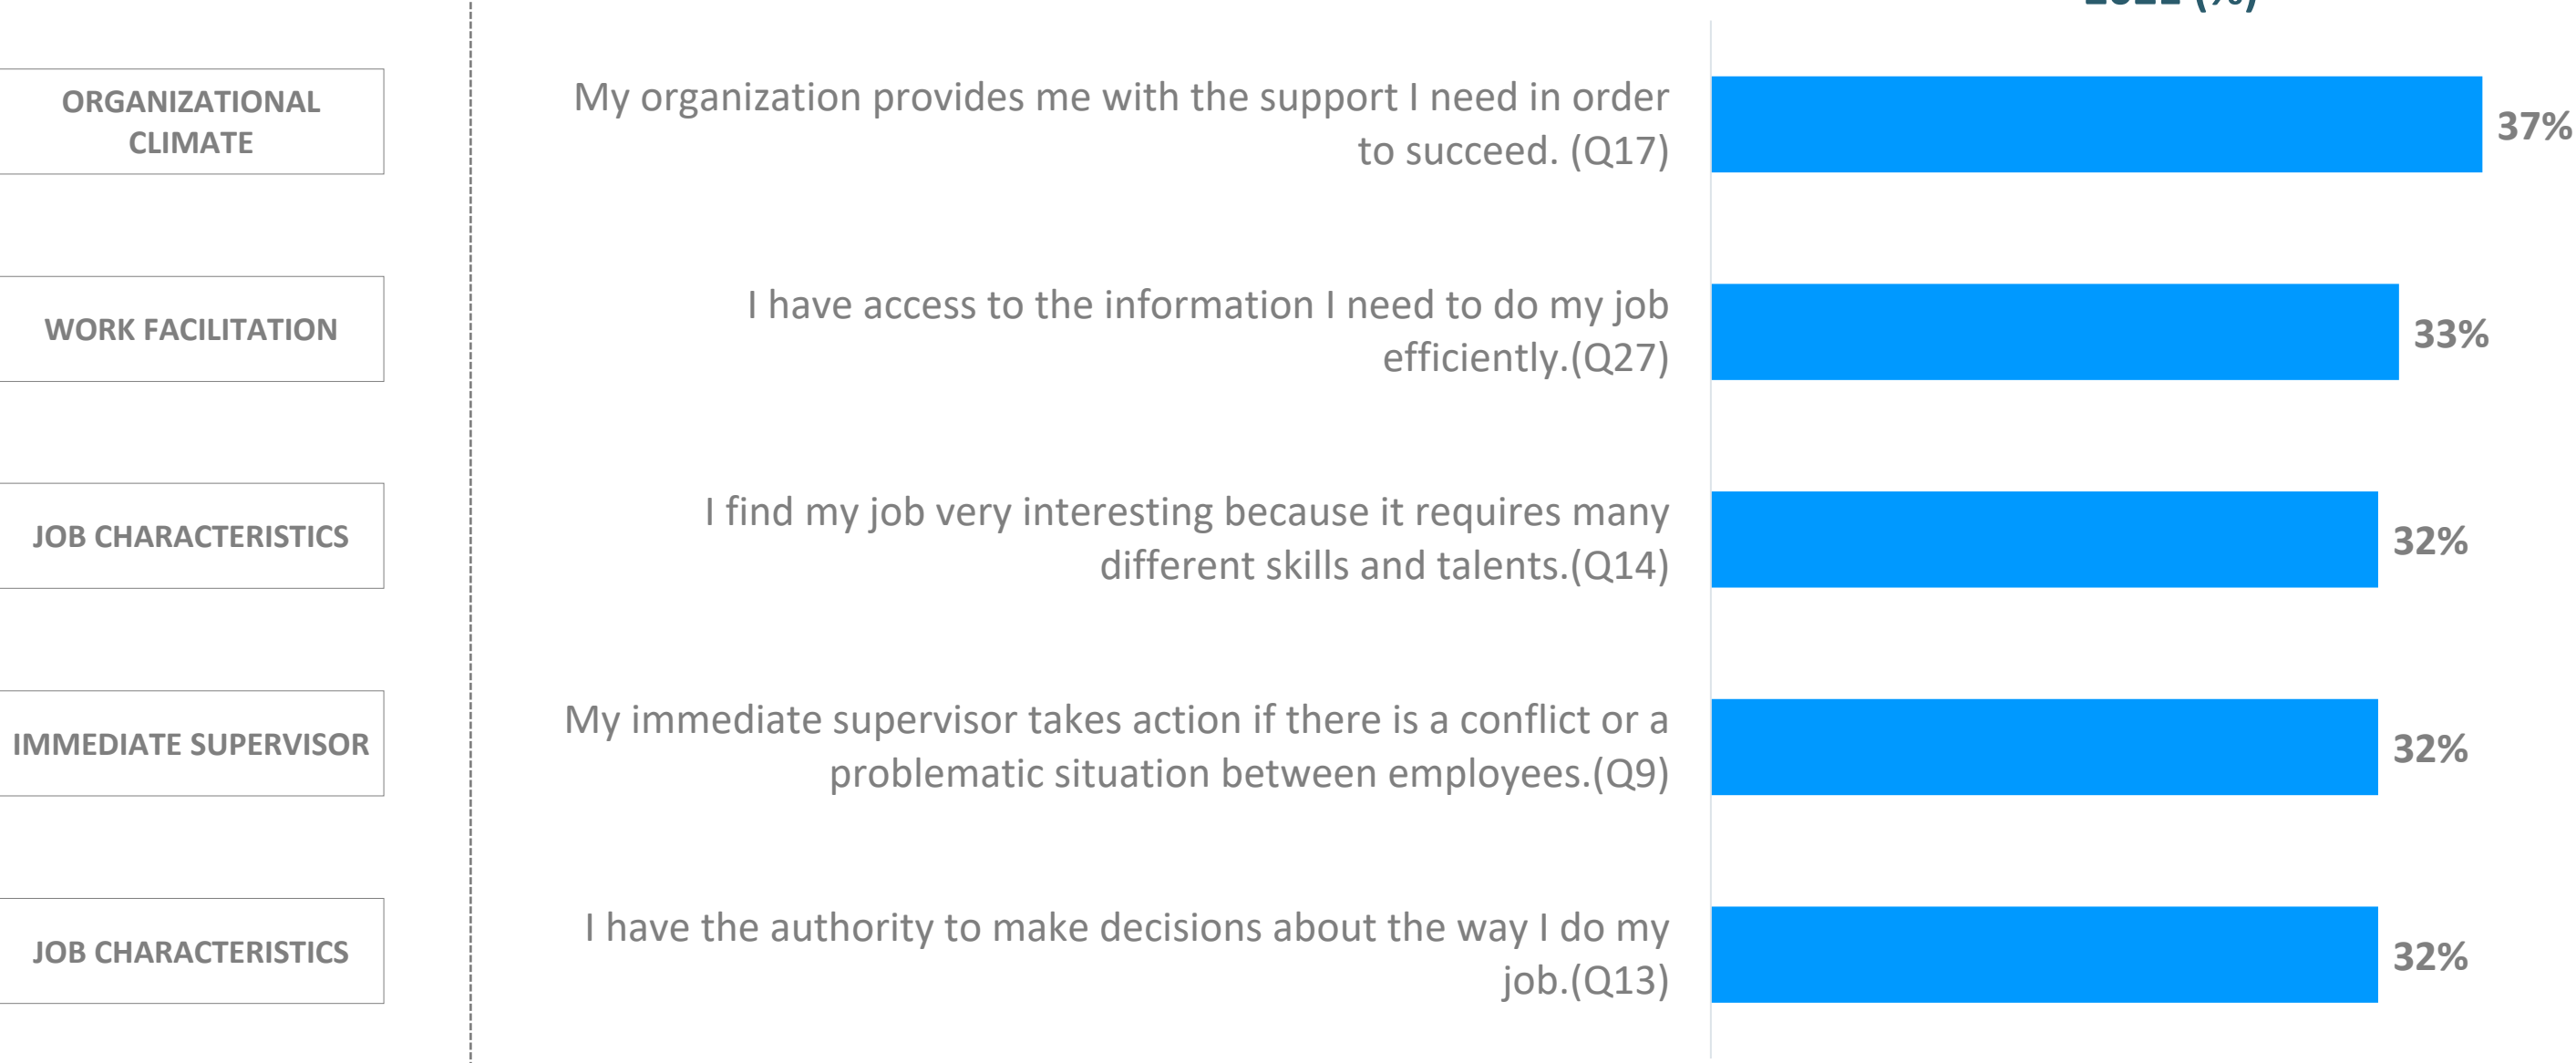 ORGANIZATIONAL
CLIMATE
My organization provides me with the support I need in order
to succeed. (Q17)
37%
WORK FACILITATION
I have access to the information I need to do my job
efficiently.(Q27)
33%
JOB CHARACTERISTICS
I find my job very interesting because it requires many
different skills and talents.(Q14)
32%
IMMEDIATE SUPERVISOR
My immediate supervisor takes action if there is a conflict or a
problematic situation between employees.(Q9)
32%
JOB CHARACTERISTICS
I have the authority to make decisions about the way I do my
job.(Q13)
32%